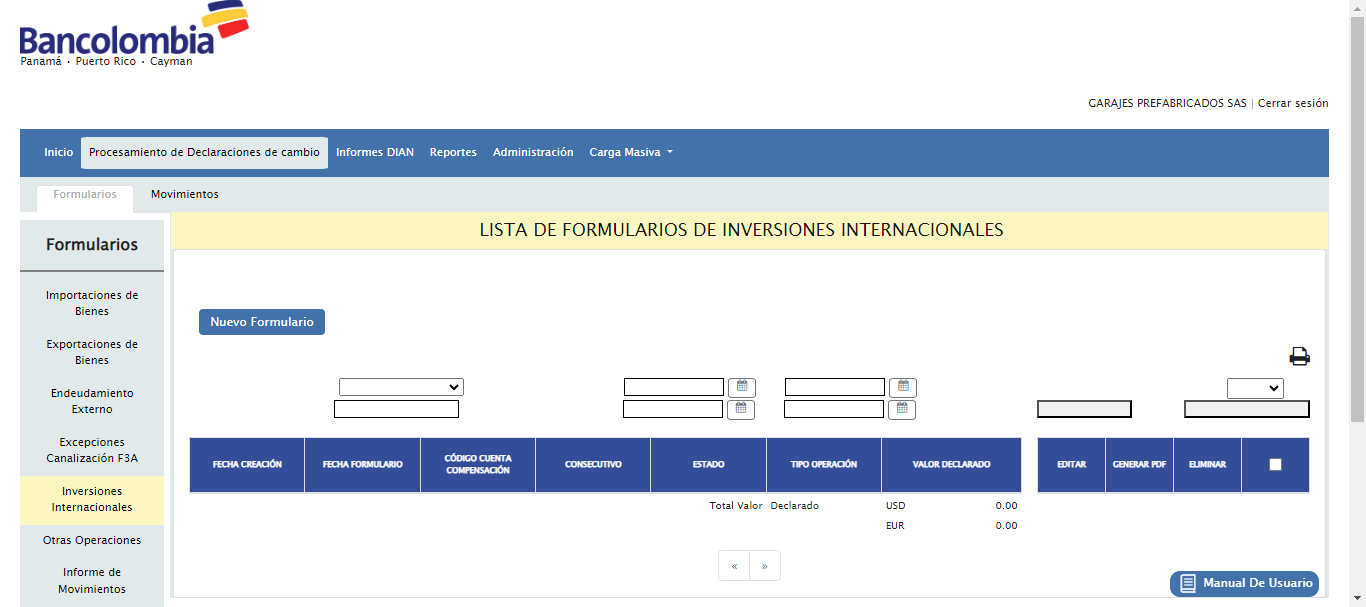 Bancolombia
Panamá • Puerto Rico • Cayman
GARAJES PREFABRICADOS SAS | Cerrar sesión
Inicio Procesamiento de Declaraciones de cambio Informes DIAN Reportes Administración Carga Masiva
Formularios Movimientos
Formularios
LISTA DE FORMULARIOS DE INVERSIONES INTERNACIONALES
Importaciones de
Bienes
Exportaciones de
Bienes
Endeudamiento
Externo
Excepciones
Canalización F3A
Inversiones
Internacionales
Otras Operaciones
Informe de
Movimientos
Nuevo Formulario
FECHA CREACIÓN FECHA FORMULARIO CÓDIGO CUENTA COMPENSACIÓN CONSECUTIVO ESTADO TIPO OPERACIÓN VALOR DECLARADO EDITAR GENERAR PDF ELIMINAR
Total Valor Declarado USD 0.00
EUR 0.00
« »
Manual De Usuario